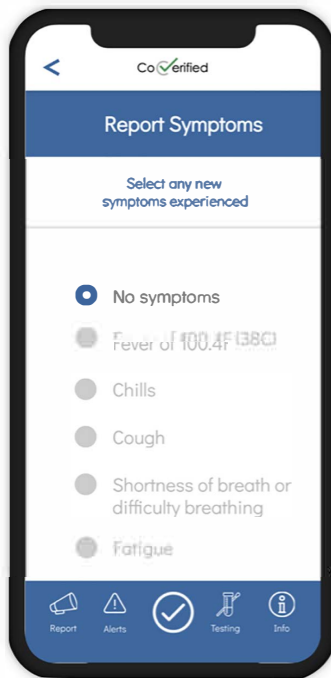 CoVerified
Report Symptoms
Select any new
symptoms experienced
No symptoms
Fever of 100.4F (38C)
Chills
Cough
Shortness of breath or
difficulty breathing
Fatigue
Report
Alerts
Testing
Info